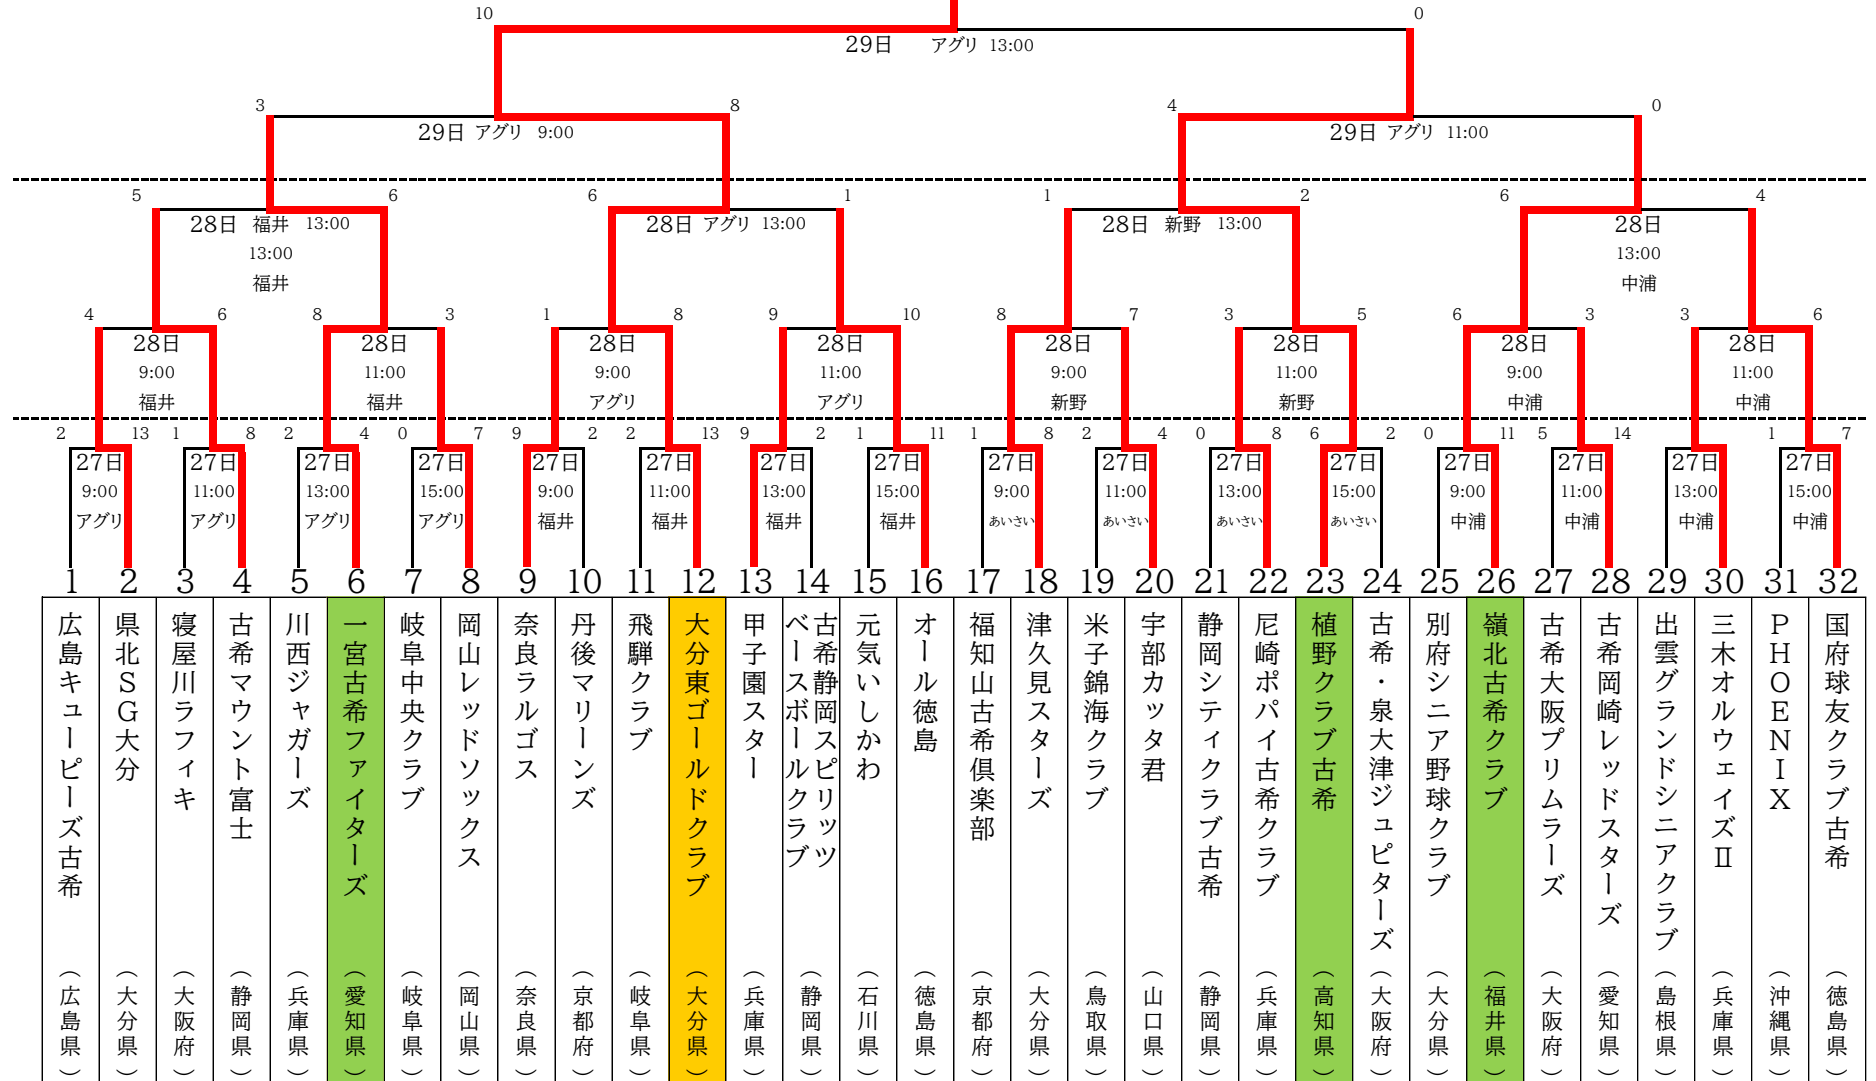 10 0
29日 アグリ 13:00
3 8 4 0
29日 アグリ 9:00 29日 アグリ 11:00
5 6 6 1 1 2 6 4
28日 福井 13:00 28日 アグリ 13:00 28日 新野 13:00 28日
13:00 13:00
福井 中浦
4 6 8 3 1 8 9 10 8 7 3 5 6 3 3 6
28日 28日 28日 28日 28日 28日 28日 28日
9:00 11:00 9:00 11:00 9:00 11:00 9:00 11:00
福井 福井 アグリ アグリ 新野 新野 中浦 中浦
2 13 1 8 2 4 0 7 9 2 2 13 9 2 1 11 1 8 2 4 0 8 6 2 0 11 5 14 1 7
27日 27日 27日 27日 27日 27日 27日 27日 27日 27日 27日 27日 27日 27日 27日 27日
9:00 11:00 13:00 15:00 9:00 11:00 13:00 15:00 9:00 11:00 13:00 15:00 9:00 11:00 13:00 15:00
アグリ アグリ アグリ アグリ 福井 福井 福井 福井 あいさい あいさい あいさい あいさい 中浦 中浦 中浦 中浦
1 2 3 4 5 6 7 8 9 10 11 12 13 14 15 16 17 18 19 20 21 22 23 24 25 26 27 28 29 30 31 32
広島キューピーズ古希 （広島県）
県北ＳＧ大分 （大分県）
寝屋川ラフィキ （大阪府）
古希マウント富士 （静岡県）
川西ジャガーズ （兵庫県）
一宮古希ファイターズ （愛知県）
岐阜中央クラブ （岐阜県）
岡山レッドソックス （岡山県）
奈良ラルゴス （奈良県）
丹後マリーンズ （京都府）
飛騨クラブ （岐阜県）
大分東ゴールドクラブ （大分県）
甲子園スター （兵庫県）
古希静岡スピリッツ
ベースボールクラブ （静岡県）
元気いしかわ （石川県）
オール徳島 （徳島県）
福知山古希倶楽部 （京都府）
津久見スターズ （大分県）
米子錦海クラブ （鳥取県）
宇部カッタ君 （山口県）
静岡シティクラブ古希 （静岡県）
尼崎ポパイ古希クラブ （兵庫県）
植野クラブ古希 （高知県）
古希・泉大津ジュピターズ （大阪府）
別府シニア野球クラブ （大分県）
嶺北古希クラブ （福井県）
古希大阪プリムラーズ （大阪府）
古希岡崎レッドスターズ （愛知県）
出雲グランドシニアクラブ （島根県）
三木オルウェイズⅡ （兵庫県）
ＰＨＯＥＮＩＸ （沖縄県）
国府球友クラブ古希 （徳島県）